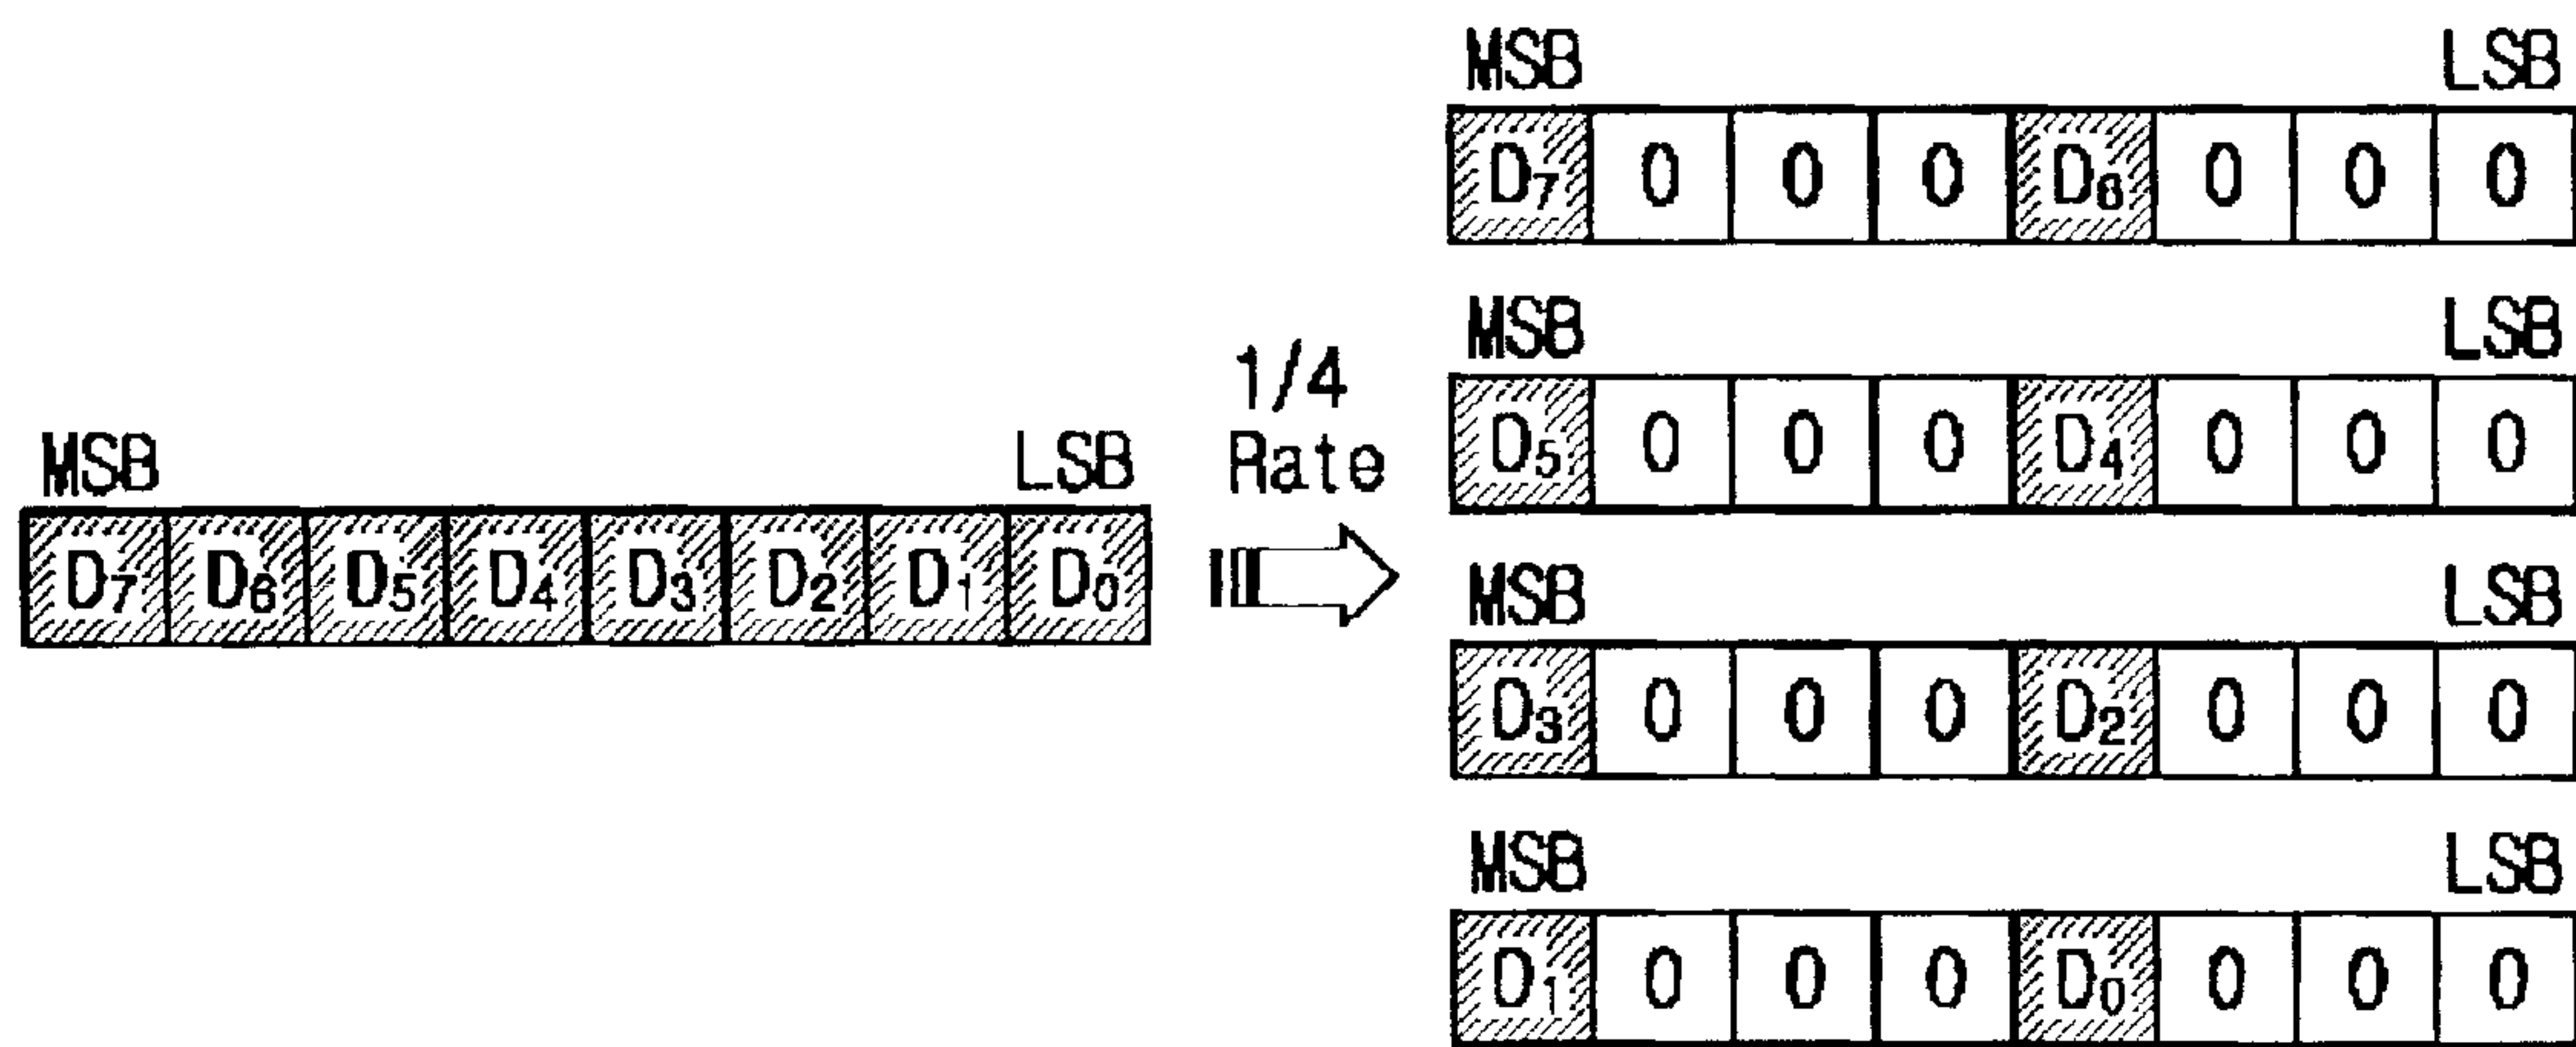 MSB LSB
D7 0 0 0 D6 0 0 0
MSB LSB
D5 0 0 0 D4 0 0 0
1/4
Rate
MSB LSB
D7 D6 D5 D4 D3 D2 D1 D0
MSB LSB
D3 0 0 0 D2 0 0 0
MSB LSB
D1 0 0 0 D0 0 0 0